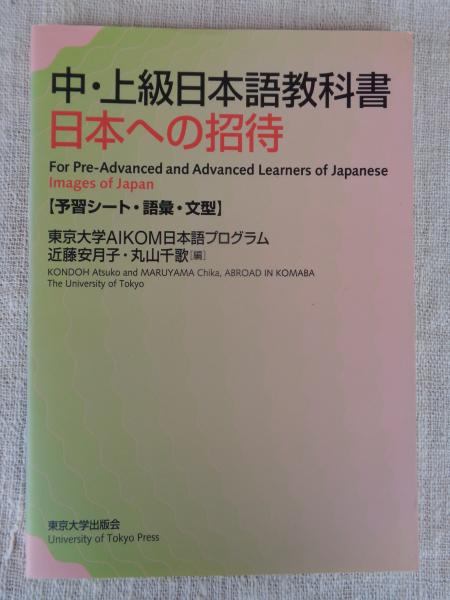 中・上級日本語教科書
日本への招待
For Pre-Advanced and Advanced Learners of Japanese
Images of Japan
【予習シート・語彙・文型】
東京大学AIKOM日本語プログラム
近藤安月子・丸山千歌[編]
KONDOH Atsuko and MARUYAMA Chika, ABROAD IN KOMABA
The University of Tokyo
東京大学出版会
University of Tokyo Press